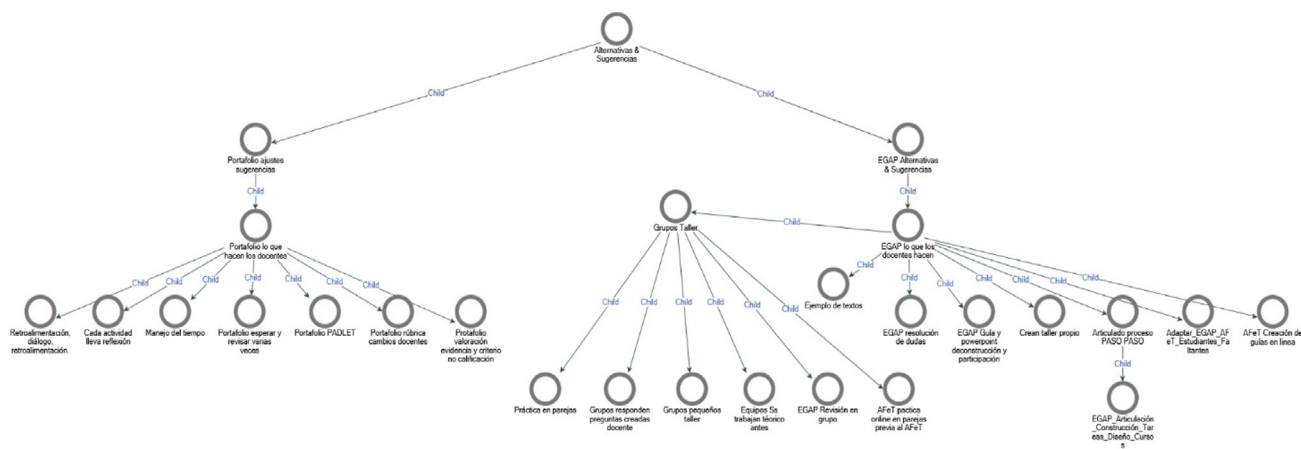 Alternativas &
Sugerencias
Child
Child
Portafolio ajustes
sugerencias
EGAP Alternativas
& Sugerencias
Child
Child
Portafolio lo que
hacen los docentes
Grupos Taller
Child
EGAP lo que los
docentes hacen
Child
Child
Child
Child
Child
Child
Child
Retroalimentación,
diálogo,
retroalimentación.
Cada actividad
lleva reflexión
Manejo del tiempo
Portafolio esperar y
revisar varias
veces
Portafolio PADLET
Portafolio rúbrica
cambios docentes
Protafolio
valoración
evidencia y criterio
no calificación
Child
Child
Child
Child
Child
Child
Child
Ejemplo de textos
EGAP resolución
de dudas
EGAP Guía y
powerpoint
deconstrucción y
participación
Crean taller propio
Articulado proceso
PASO PASO
Adaptar_EGAP_AF
eT_Estudiantes_Fa
ltantes
AFeT Creación de
guías en linea
Child
Child
Child
Child
Child
Child
Child
Práctica en parejas
Grupos responden
preguntas creadas
docente
Grupos pequeños
taller
Equipos Ss
trabajan teórico
antes
EGAP Revisión en
grupo
AFeT pactica
online en parejas
previa al AFeT
EGAP_Articulación
_Construcción_Tar
eas_Diseño_Curso
s